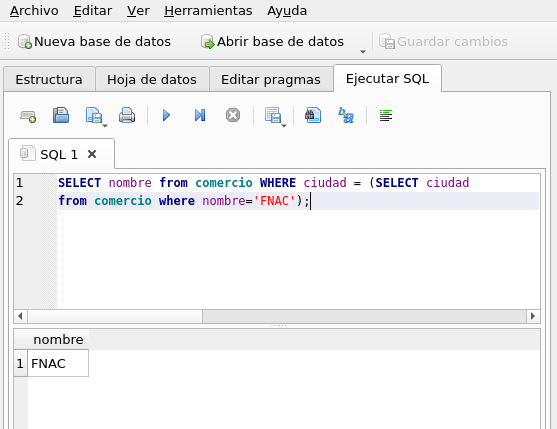 Archivo Editar Ver Herramientas Ayuda
Nueva base de datos Abrir base de datos Guardar cambios
Estructura Hoja de datos Editar pragmas Ejecutar SQL
SQL 1
1 SELECT nombre from comercio WHERE ciudad = (SELECT ciudad
2 from comercio where nombre='FNAC');
nombre
1 FNAC